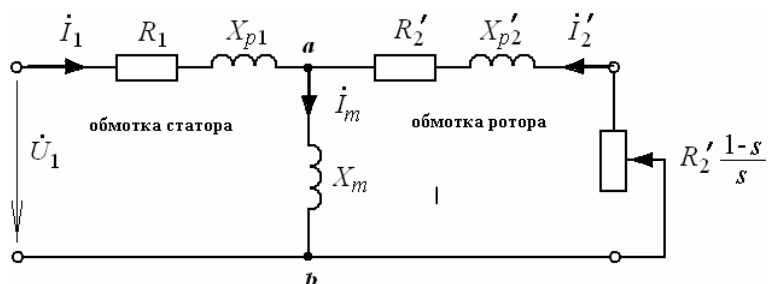 İ₁ R₁ Xₚ₁ a R₂′ Xₚ₂′ İ₂′
обмотка статора İₘ обмотка ротора
U̇₁ Xₘ R₂′ 1-s/s
b